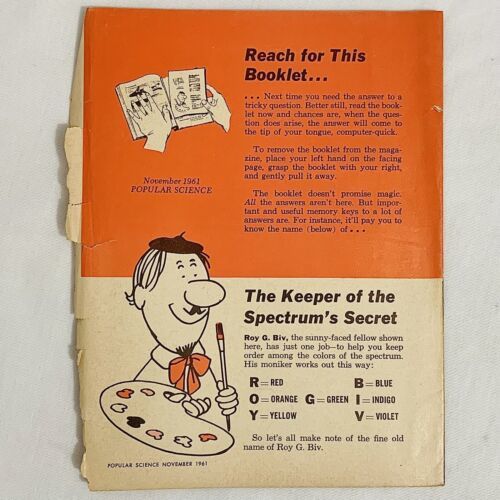 Reach for This
Booklet...
... Next time you need the answer to a
tricky question. Better still, read the book-
let now and chances are, when the ques-
tion does arise, the answer will come to
the tip of your tongue, computer-quick.
To remove the booklet from the maga-
zine, place your left hand on the facing
page, grasp the booklet with your right,
and gently pull it away.
November 1961
POPULAR SCIENCE
The booklet doesn't promise magic.
All the answers aren't here. But impor-
tant and useful memory keys to a lot of
answers are. For instance, it'll pay you to
know the name (below) of...
The Keeper of the
Spectrum's Secret
Roy G. Biv, the sunny-faced fellow shown
here, has just one job—to help you keep
order among the colors of the spectrum.
His moniker works out this way:
R=RED B=BLUE
O=ORANGE G=GREEN I=INDIGO
Y=YELLOW V=VIOLET
So let's all make note of the fine old
name of Roy G. Biv.
POPULAR SCIENCE NOVEMBER 1961